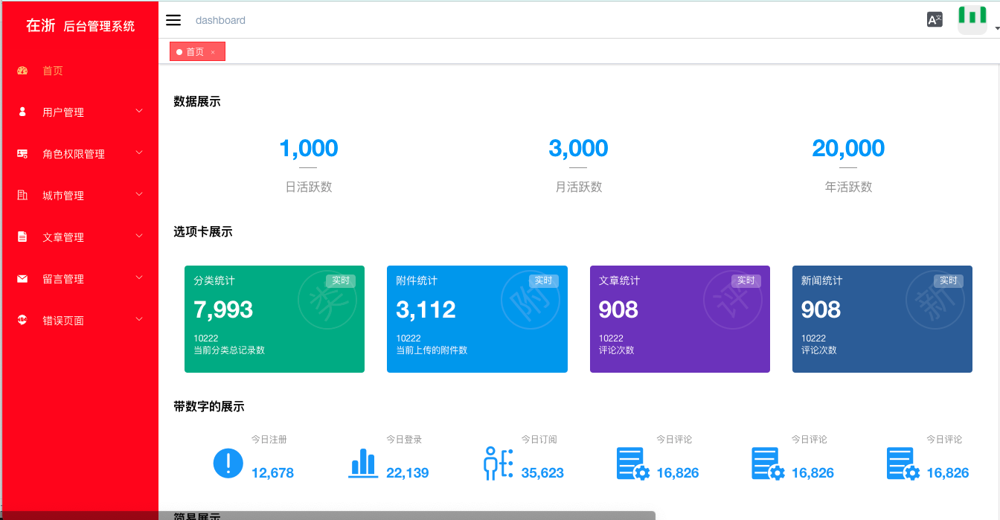 在浙 后台管理系统
dashboard
首页 ×
首页
用户管理
角色权限管理
城市管理
文章管理
留言管理
错误页面
数据展示
1,000
日活跃数
3,000
月活跃数
20,000
年活跃数
选项卡展示
分类统计 实时
类
7,993
10222
当前分类总记录数
附件统计 实时
附
3,112
10222
当前上传的附件数
文章统计 实时
评
908
10222
评论次数
新闻统计 实时
新
908
10222
评论次数
带数字的展示
今日注册
12,678
今日登录
22,139
今日订阅
35,623
今日评论
16,826
今日评论
16,826
今日评论
16,826
简易展示